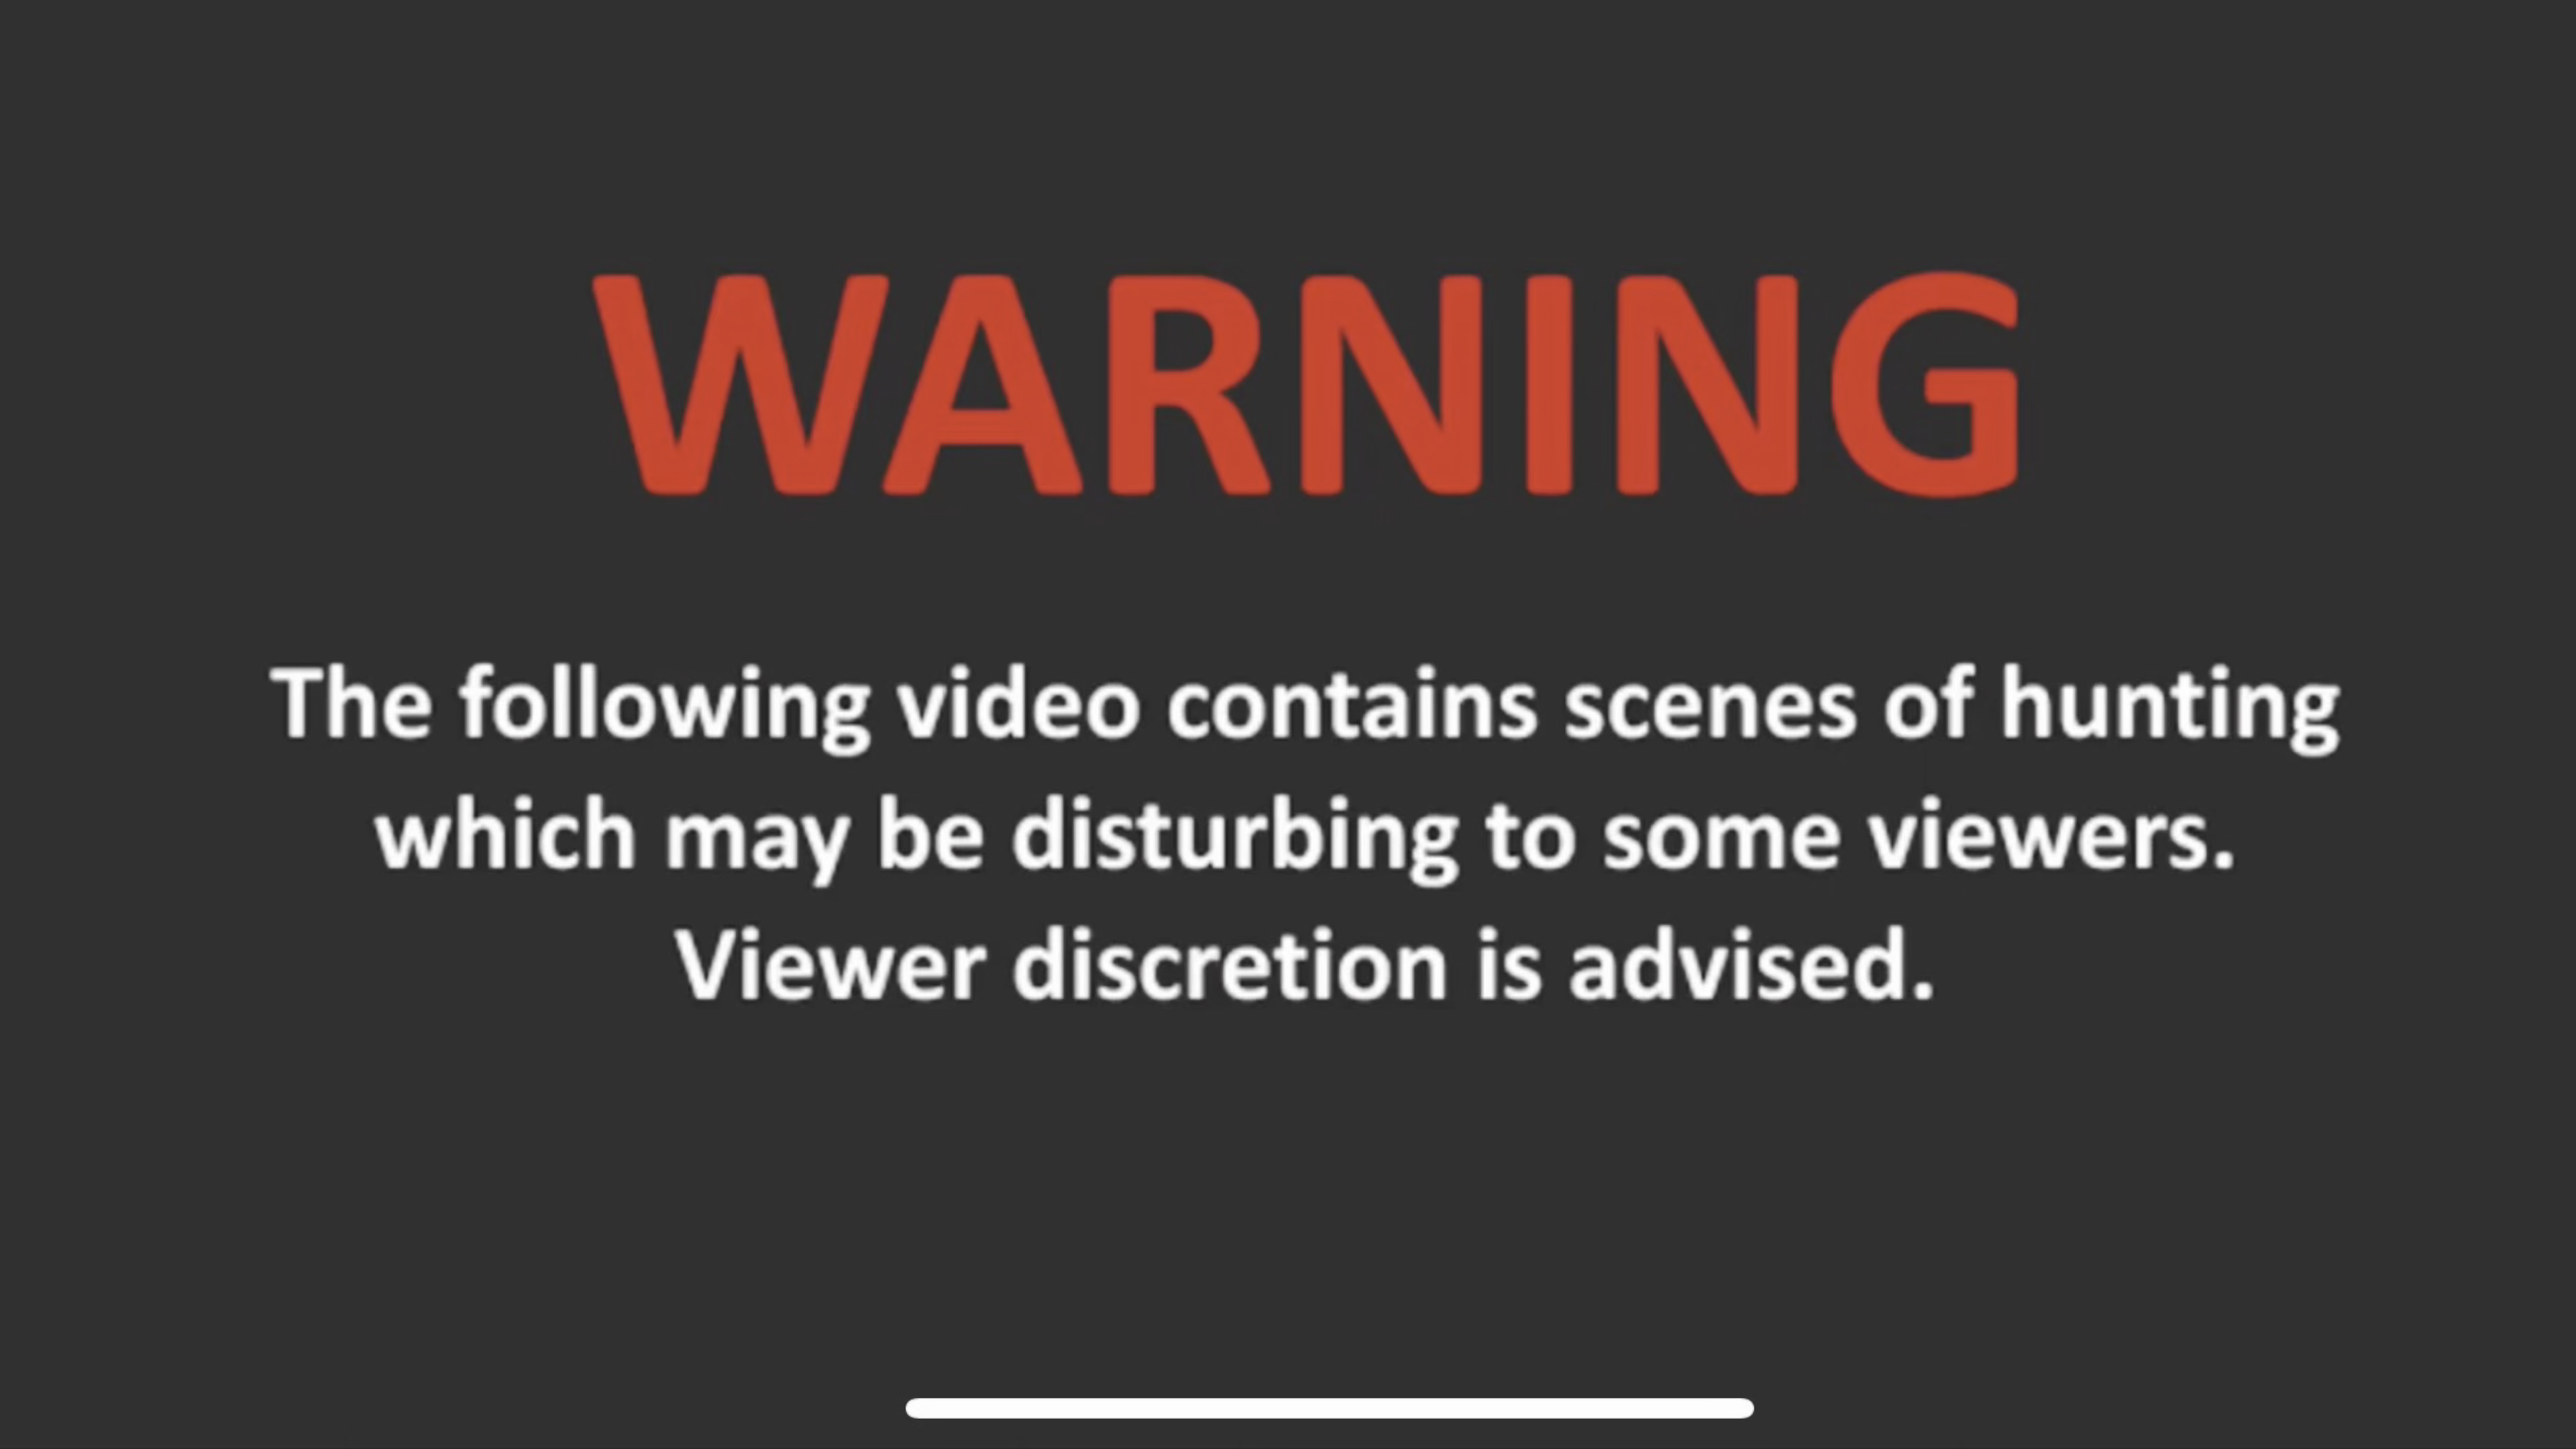 WARNING
The following video contains scenes of hunting
which may be disturbing to some viewers.
Viewer discretion is advised.